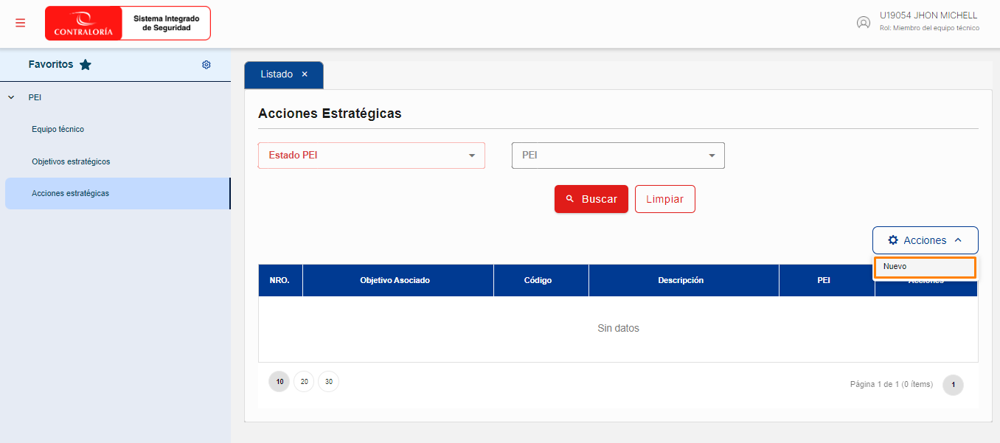 CONTRALORÍA
Sistema Integrado
de Seguridad
U19054 JHON MICHELL
Rol: Miembro del equipo técnico
Favoritos
PEI
Equipo técnico
Objetivos estratégicos
Acciones estratégicas
Listado ×
Acciones Estratégicas
Estado PEI
PEI
Buscar
Limpiar
Acciones
Nuevo
NRO.
Objetivo Asociado
Código
Descripción
PEI
Acciones
Sin datos
10
20
30
Página 1 de 1 (0 ítems)
1